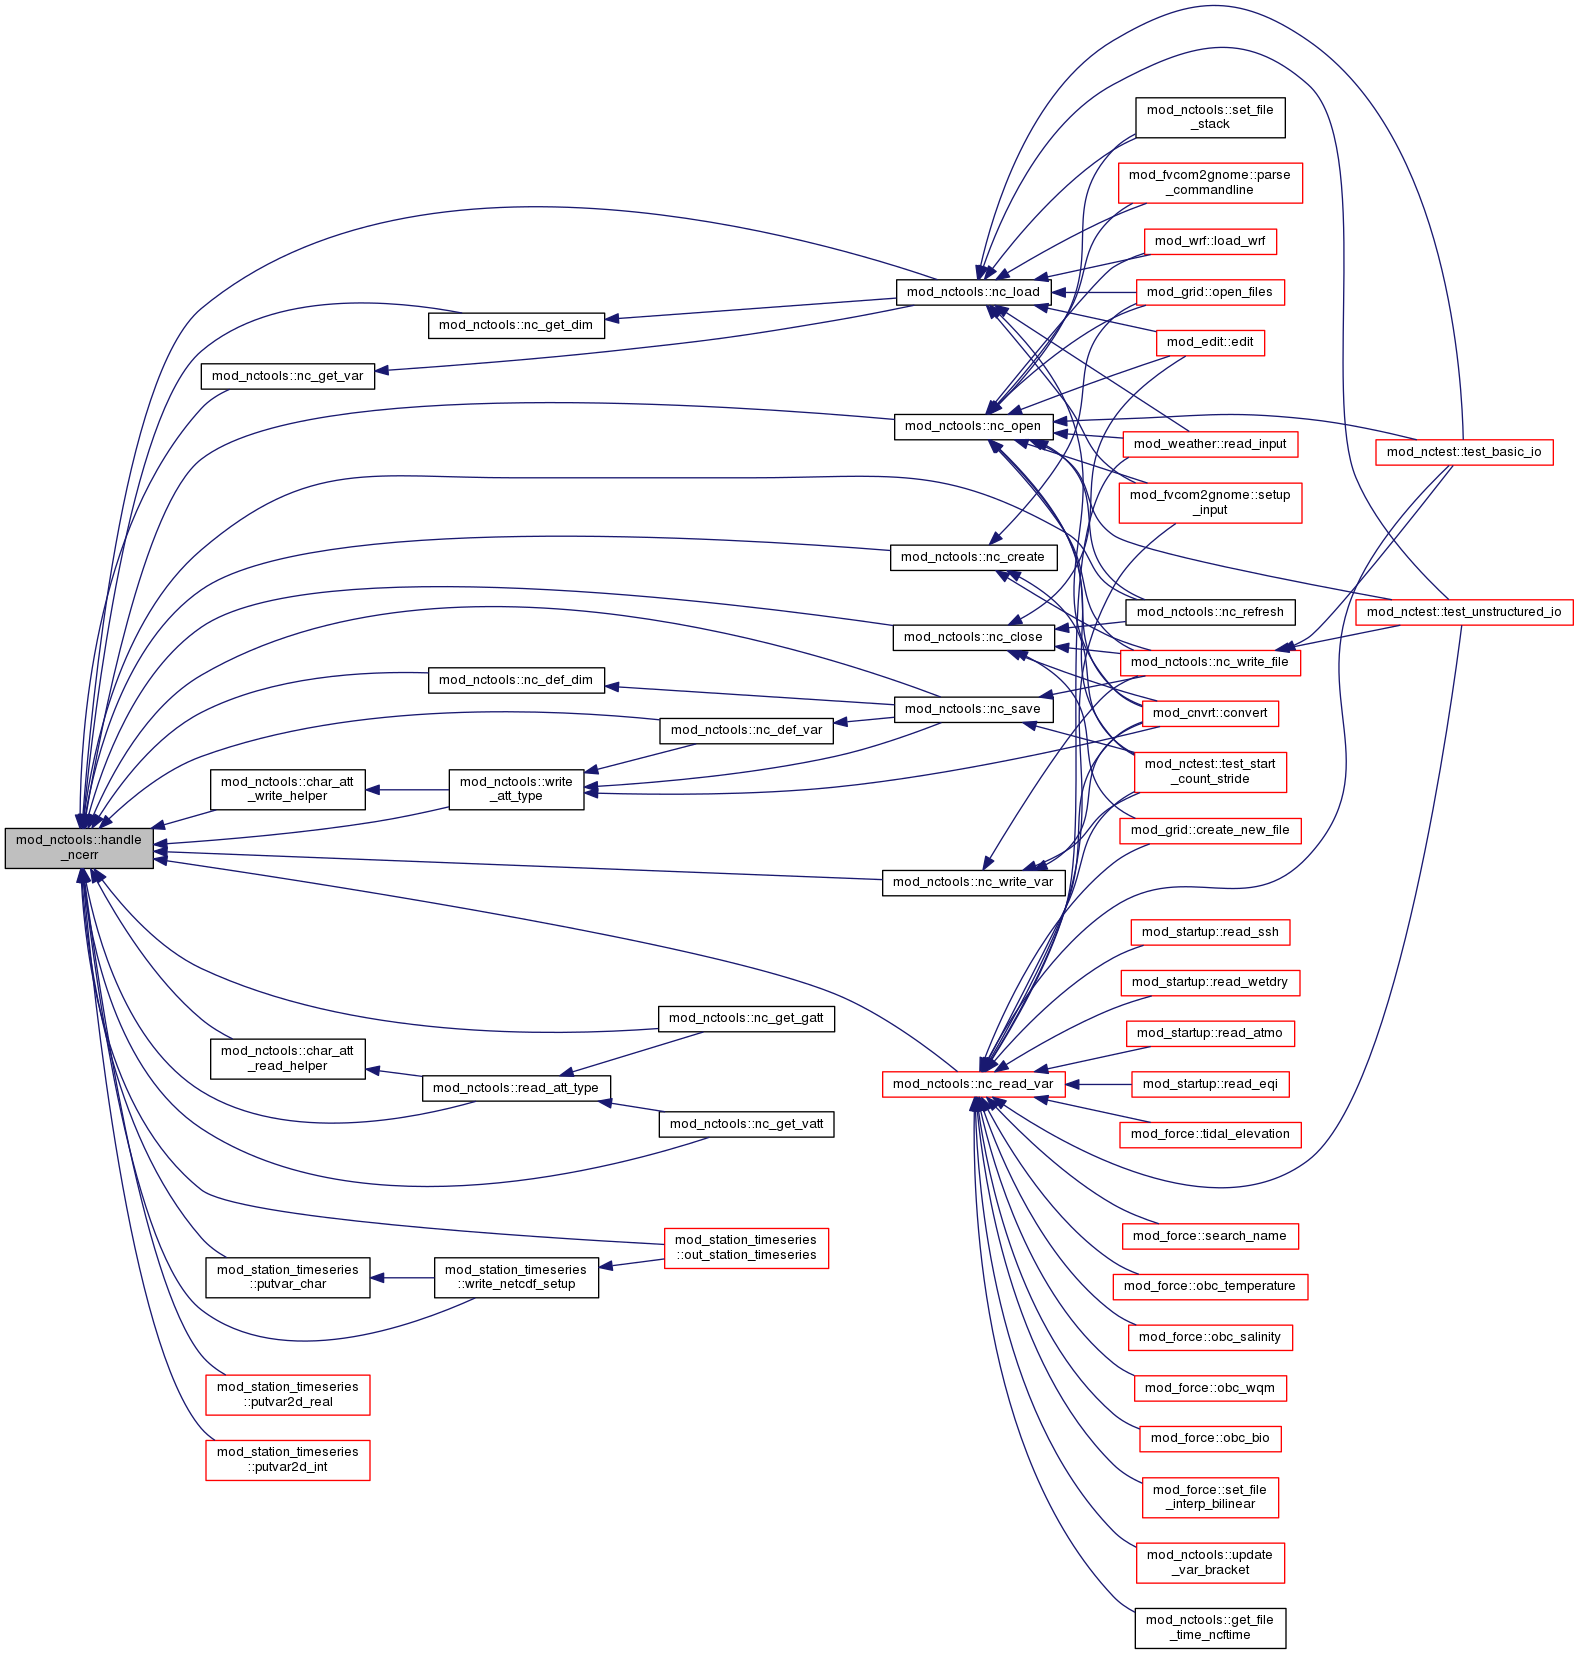 mod_nctools::set_file
_stack
mod_fvcom2gnome::parse
_commandline
mod_wrf::load_wrf
mod_nctools::nc_load
mod_grid::open_files
mod_nctools::nc_get_dim
mod_edit::edit
mod_nctools::nc_get_var
mod_nctools::nc_open
mod_weather::read_input
mod_nctest::test_basic_io
mod_fvcom2gnome::setup
_input
mod_nctools::nc_create
mod_nctools::nc_refresh
mod_nctest::test_unstructured_io
mod_nctools::nc_close
mod_nctools::nc_write_file
mod_nctools::nc_def_dim
mod_nctools::nc_save
mod_cnvrt::convert
mod_nctools::nc_def_var
mod_nctest::test_start
_count_stride
mod_nctools::char_att
_write_helper
mod_nctools::write
_att_type
mod_grid::create_new_file
mod_nctools::handle
_ncerr
mod_nctools::nc_write_var
mod_startup::read_ssh
mod_startup::read_wetdry
mod_nctools::nc_get_gatt
mod_startup::read_atmo
mod_nctools::char_att
_read_helper
mod_nctools::read_att_type
mod_nctools::nc_read_var
mod_startup::read_eqi
mod_nctools::nc_get_vatt
mod_force::tidal_elevation
mod_force::search_name
mod_station_timeseries
::out_station_timeseries
mod_station_timeseries
::putvar_char
mod_station_timeseries
::write_netcdf_setup
mod_force::obc_temperature
mod_force::obc_salinity
mod_station_timeseries
::putvar2d_real
mod_force::obc_wqm
mod_force::obc_bio
mod_station_timeseries
::putvar2d_int
mod_force::set_file
_interp_bilinear
mod_nctools::update
_var_bracket
mod_nctools::get_file
_time_ncftime